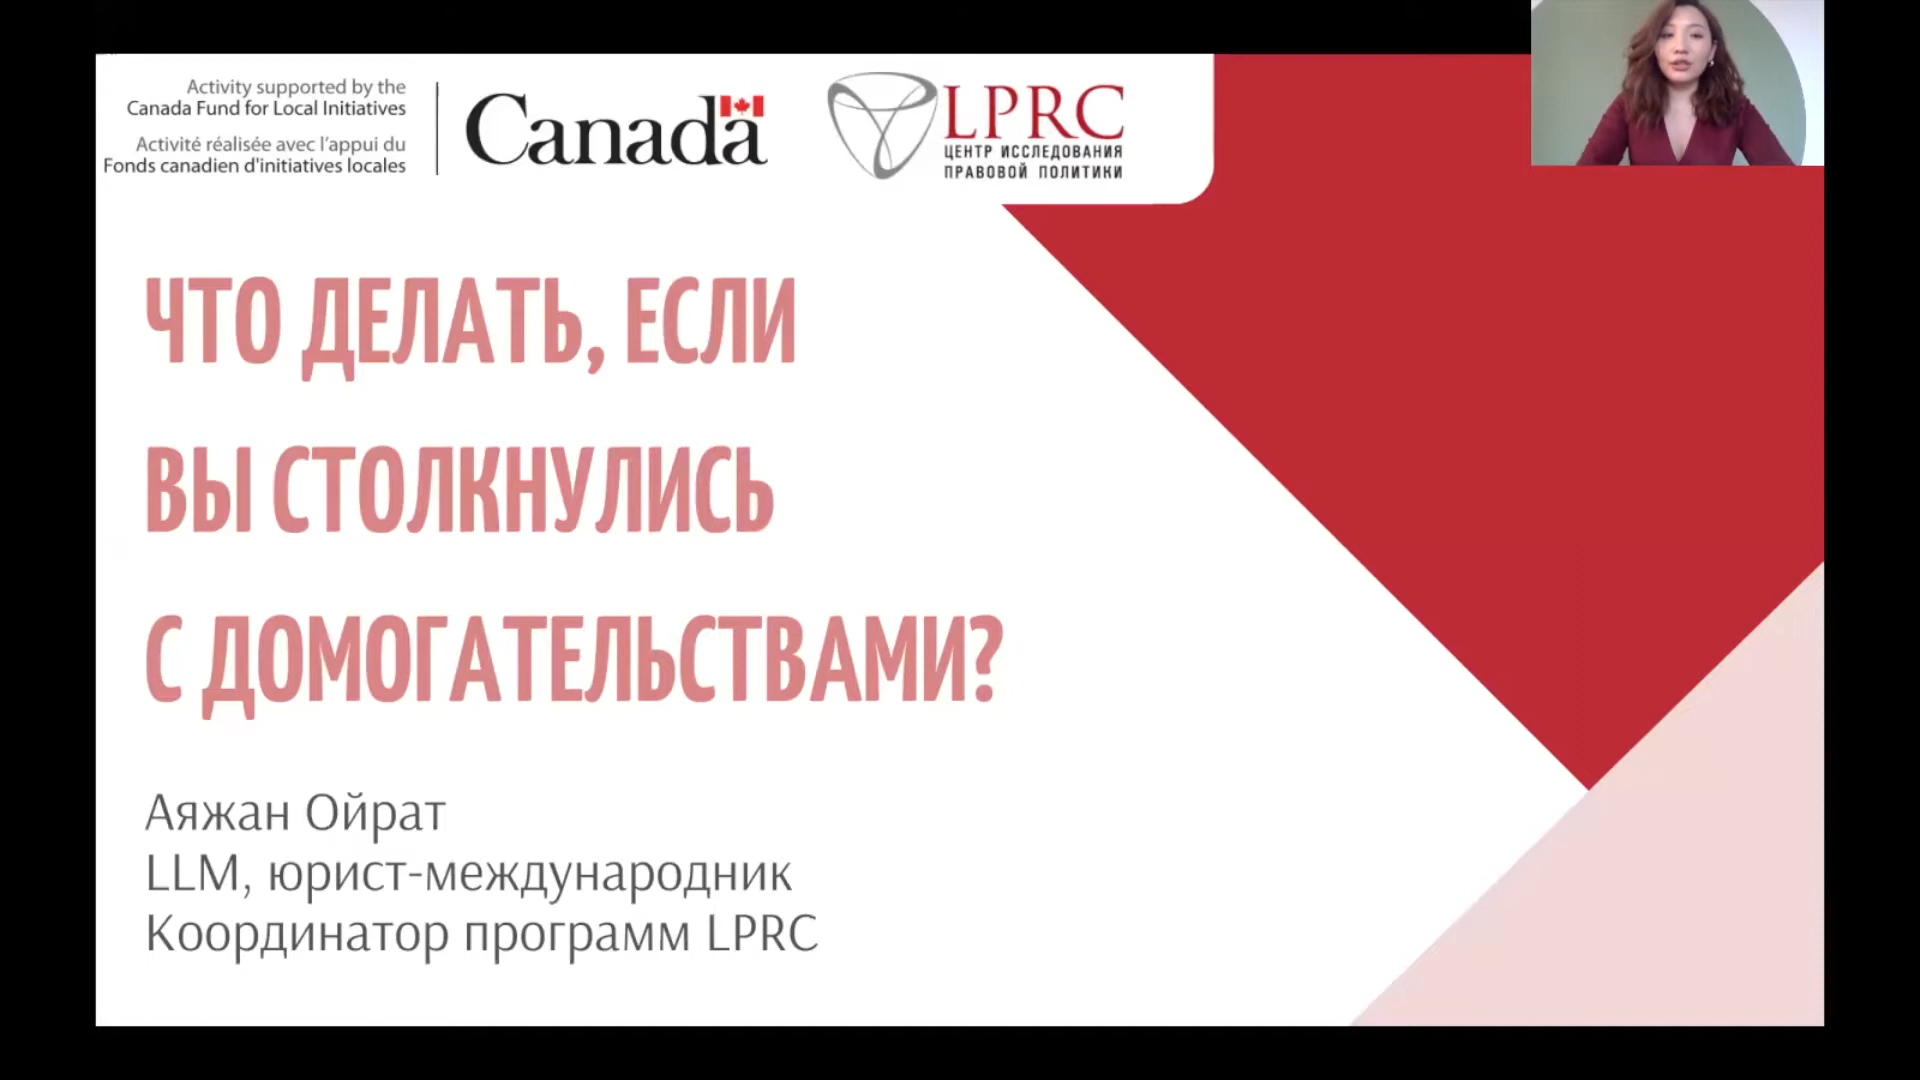 Activity supported by the
Canada Fund for Local Initiatives
Activité réalisée avec l'appui du
Fonds canadien d'initiatives locales
Canada
LPRC
ЦЕНТР ИССЛЕДОВАНИЯ
ПРАВОВОЙ ПОЛИТИКИ
ЧТО ДЕЛАТЬ, ЕСЛИ
ВЫ СТОЛКНУЛИСЬ
С ДОМОГАТЕЛЬСТВАМИ?
Аяжан Ойрат
LLM, юрист-международник
Координатор программ LPRC